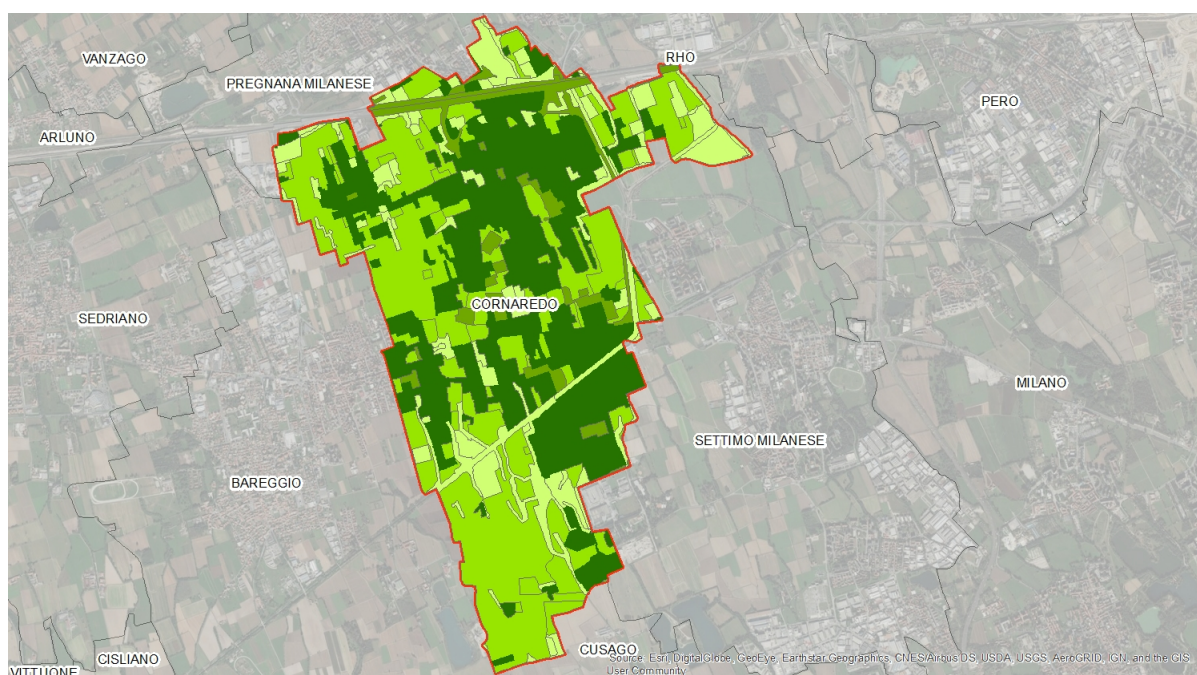 VANZAGO
RHO
PREGNANA MILANESE
PERO
ARLUNO
CORNAREDO
SEDRIANO
MILANO
SETTIMO MILANESE
BAREGGIO
CUSAGO
CISLIANO
VITTUONE
Source: Esri, DigitalGlobe, GeoEye, Earthstar Geographics, CNES/Airbus DS, USDA, USGS, AeroGRID, IGN, and the GIS
User Community